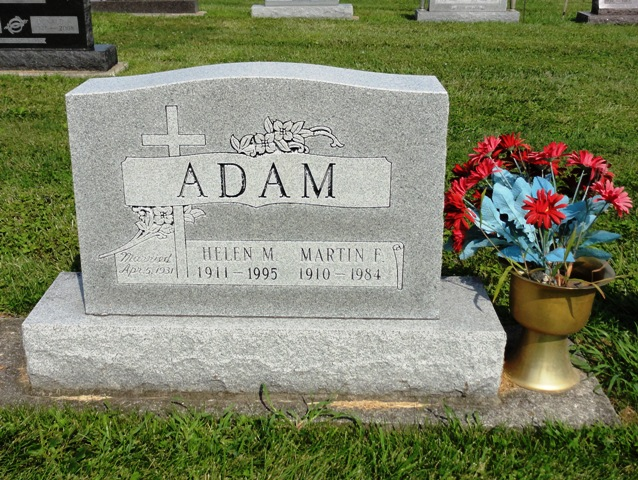 ADAM
Married
Apr. 5, 1931
HELEN M. MARTIN F.
1911 – 1995 1910 – 1984